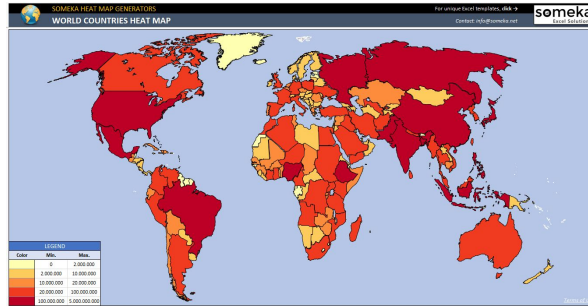 SOMEKA HEAT MAP GENERATORS
WORLD COUNTRIES HEAT MAP
For unique Excel templates, click →
Contact: info@someka.net
someka
Excel Solutions
LEGEND
Color Min. Max.
0 2.000.000
2.000.000 10.000.000
10.000.000 20.000.000
20.000.000 100.000.000
100.000.000 5.000.000.000